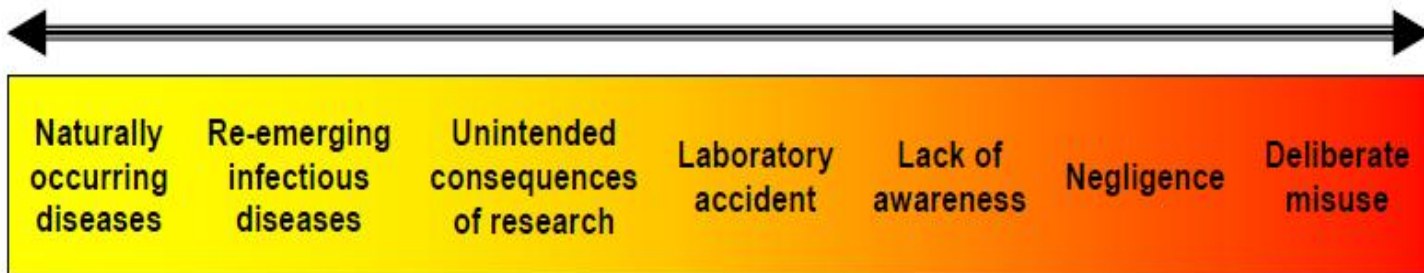 Naturally
occurring
diseases
Re-emerging
infectious
diseases
Unintended
consequences
of research
Laboratory
accident
Lack of
awareness
Negligence
Deliberate
misuse